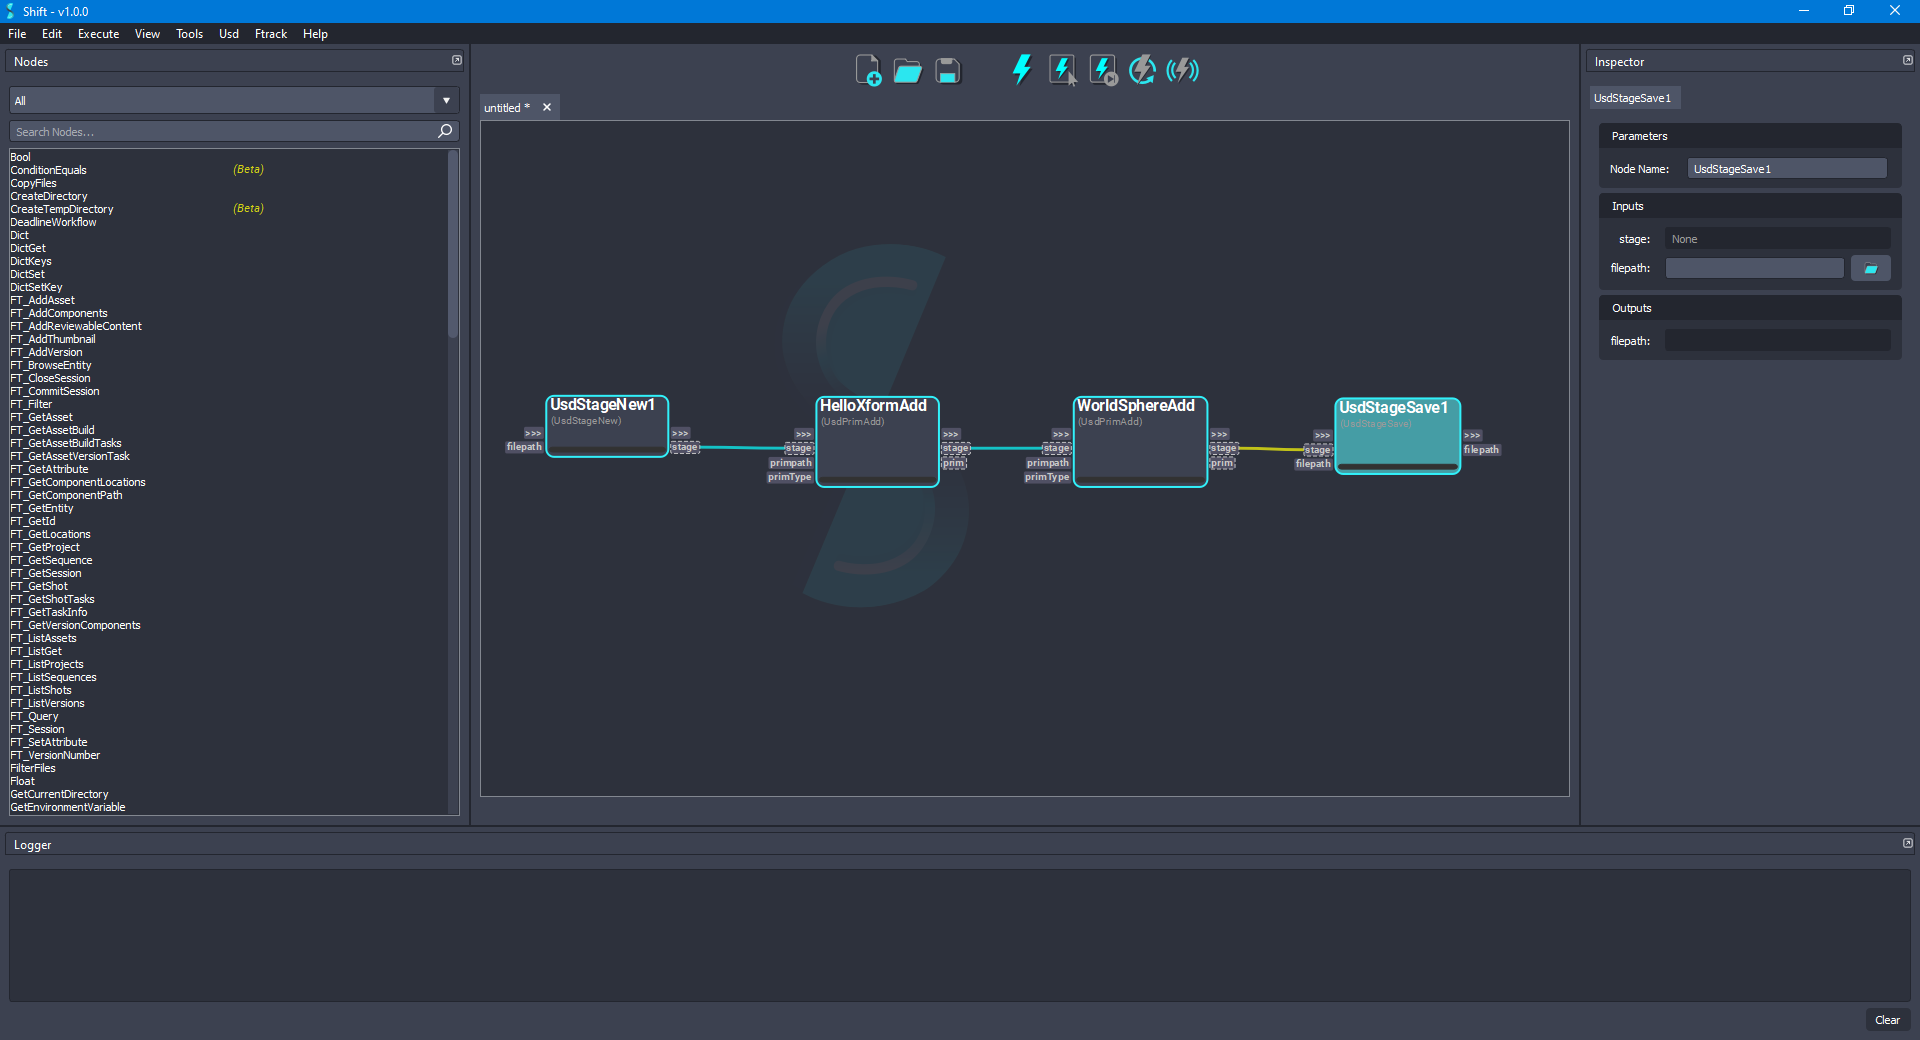 Shift - v1.0.0
File Edit Execute View Tools Usd Ftrack Help
Nodes
All
Search Nodes...
Bool
ConditionEquals (Beta)
CopyFiles
CreateDirectory
CreateTempDirectory (Beta)
DeadlineWorkflow
Dict
DictGet
DictKeys
DictSet
DictSetKey
FT_AddAsset
FT_AddComponents
FT_AddReviewableContent
FT_AddThumbnail
FT_AddVersion
FT_BrowseEntity
FT_CloseSession
FT_CommitSession
FT_Filter
FT_GetAsset
FT_GetAssetBuild
FT_GetAssetBuildTasks
FT_GetAssetVersionTask
FT_GetAttribute
FT_GetComponentLocations
FT_GetComponentPath
FT_GetEntity
FT_GetId
FT_GetLocations
FT_GetProject
FT_GetSequence
FT_GetSession
FT_GetShot
FT_GetShotTasks
FT_GetTaskInfo
FT_GetVersionComponents
FT_ListAssets
FT_ListGet
FT_ListProjects
FT_ListSequences
FT_ListShots
FT_ListVersions
FT_Query
FT_Session
FT_SetAttribute
FT_VersionNumber
FilterFiles
Float
GetCurrentDirectory
GetEnvironmentVariable
untitled *
UsdStageNew1
(UsdStageNew)
>>> >>>
filepath stage
HelloXformAdd
(UsdPrimAdd)
>>> >>>
stage stage
primpath prim
primType
WorldSphereAdd
(UsdPrimAdd)
>>> >>>
stage stage
primpath prim
primType
UsdStageSave1
(UsdStageSave)
>>> >>>
stage filepath
filepath
Inspector
UsdStageSave1
Parameters
Node Name: UsdStageSave1
Inputs
stage: None
filepath:
Outputs
filepath:
Logger
Clear